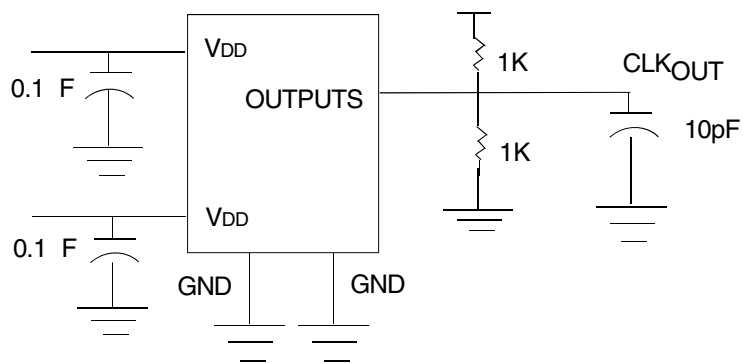 VDD
1K
CLKOUT
0.1 F
OUTPUTS
10pF
1K
VDD
0.1 F
GND
GND